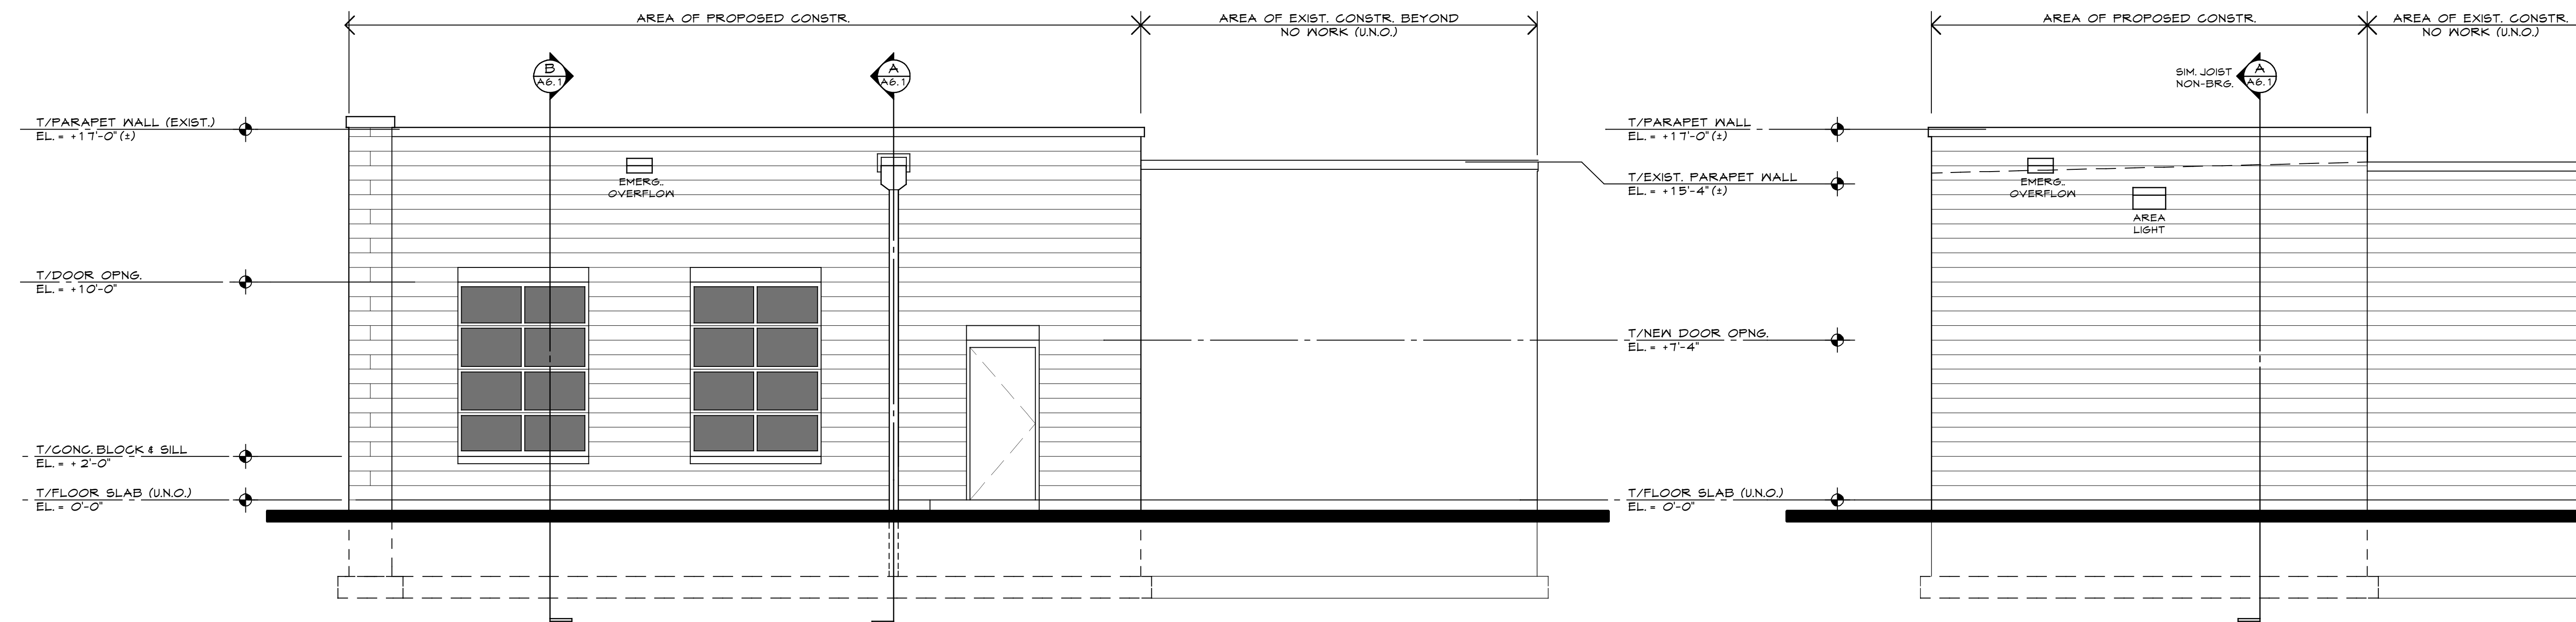 AREA OF PROPOSED CONSTR.
AREA OF EXIST. CONSTR. BEYOND
NO WORK (U.N.O.)
B
A6.1
A
A6.1
T/PARAPET WALL (EXIST.)
EL. = +17'-0" (±)
EMERG..
OVERFLOW
T/DOOR OPNG.
EL. = +10'-0"
T/CONC. BLOCK & SILL
EL. = +2'-0"
T/FLOOR SLAB (U.N.O.)
EL. = 0'-0"
AREA OF PROPOSED CONSTR.
AREA OF EXIST. CONSTR.
NO WORK (U.N.O.)
SIM. JOIST
NON-BRG.
A
A6.1
T/PARAPET WALL
EL. = +17'-0" (±)
T/EXIST. PARAPET WALL
EL. = +15'-4" (±)
EMERG..
OVERFLOW
AREA
LIGHT
T/NEW DOOR OPNG.
EL. = +7'-4"
T/FLOOR SLAB (U.N.O.)
EL. = 0'-0"